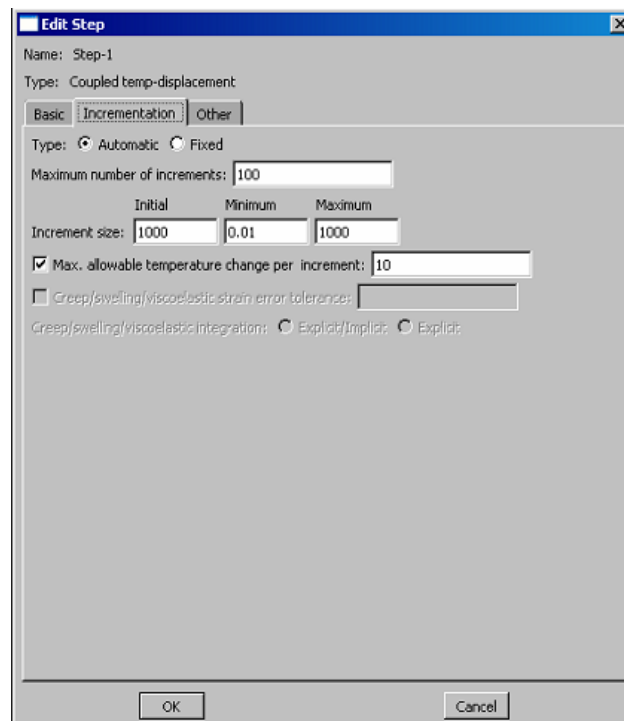 Edit Step
Name: Step-1
Type: Coupled temp-displacement
Basic Incrementation Other
Type: Automatic Fixed
Maximum number of increments: 100
Initial Minimum Maximum
Increment size: 1000 0.01 1000
Max. allowable temperature change per increment: 10
Creep/swelling/viscoelastic strain error tolerance:
Creep/swelling/viscoelastic integration: Explicit/Implicit Explicit
OK Cancel